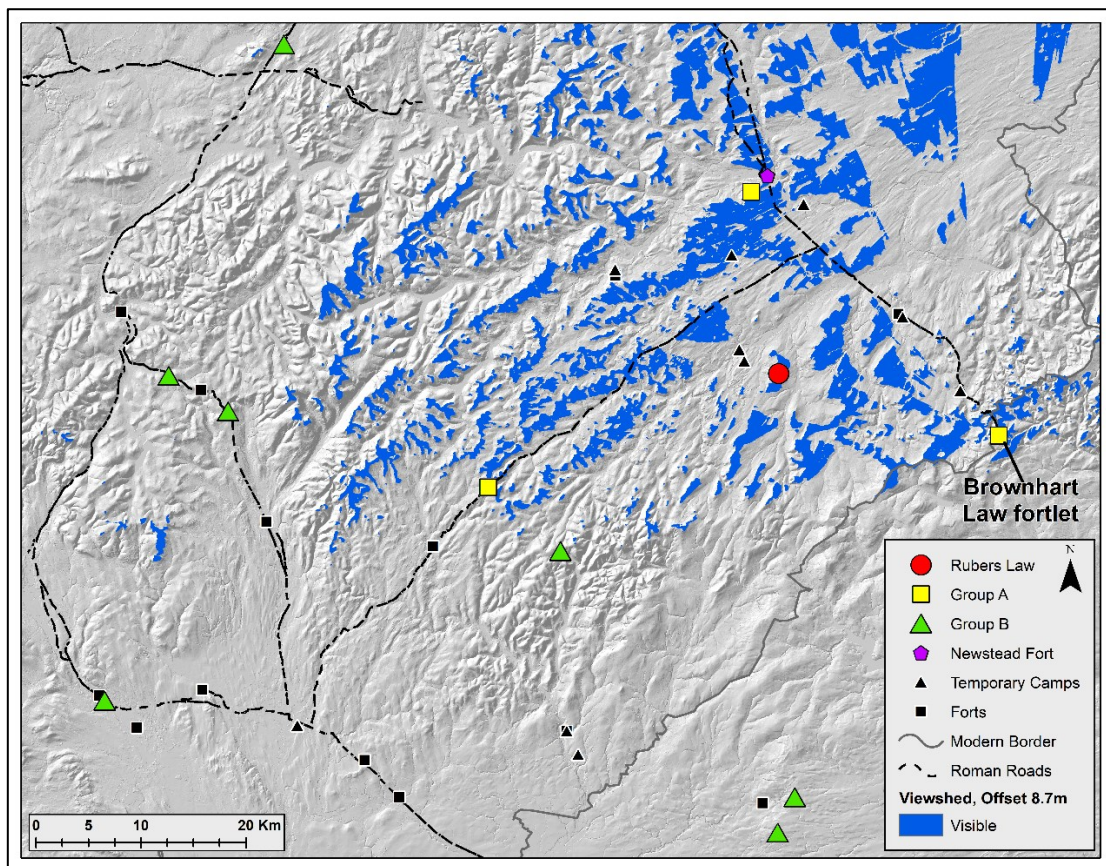 Brownhart
Law fortlet
N
Rubers Law
Group A
Group B
Newstead Fort
Temporary Camps
Forts
Modern Border
Roman Roads
Viewshed, Offset 8.7m
Visible
0 5 10 20 Km